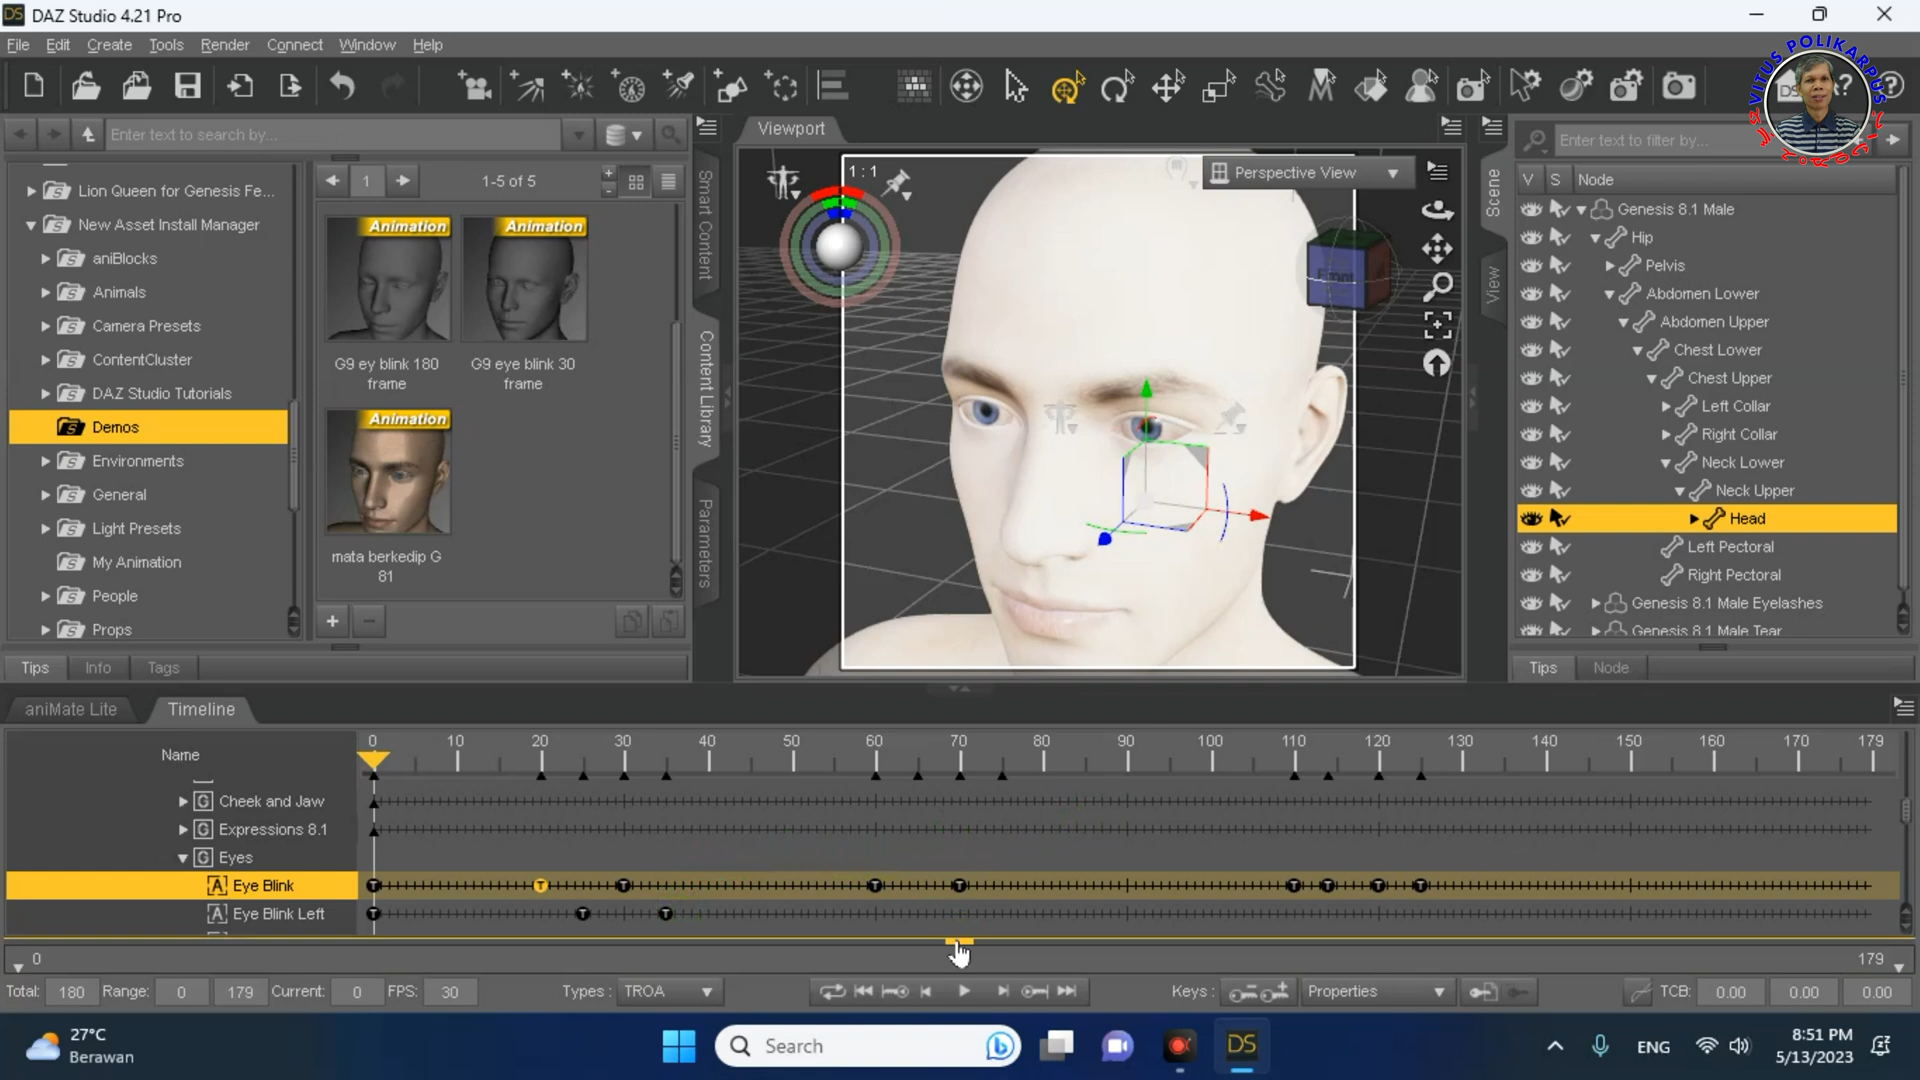 DS DAZ Studio 4.21 Pro
File Edit Create Tools Render Connect Window Help
VITUS POLIKARPUS
Enter text to search by...
Viewport
Enter text to filter by...
Lion Queen for Genesis Fe...
New Asset Install Manager
aniBlocks
Animals
Camera Presets
ContentCluster
DAZ Studio Tutorials
Demos
Environments
General
Light Presets
My Animation
People
Props
1
1-5 of 5
Animation
Animation
G9 ey blink 180
frame
G9 eye blink 30
frame
Animation
mata berkedip G
81
Smart Content
Content Library
Parameters
1 : 1
Perspective View
Front
Scene
View
V S Node
Genesis 8.1 Male
Hip
Pelvis
Abdomen Lower
Abdomen Upper
Chest Lower
Chest Upper
Left Collar
Right Collar
Neck Lower
Neck Upper
Head
Left Pectoral
Right Pectoral
Genesis 8.1 Male Eyelashes
Genesis 8.1 Male Tear
Tips Info Tags
Tips Node
aniMate Lite Timeline
Name
0 10 20 30 40 50 60 70 80 90 100 110 120 130 140 150 160 170 179
G Cheek and Jaw
G Expressions 8.1
G Eyes
A Eye Blink
A Eye Blink Left
0 179
Total: 180 Range: 0 179 Current: 0 FPS: 30 Types : TROA Keys : Properties TCB: 0.00 0.00 0.00
27°C
Berawan
Search
DS
ENG
8:51 PM
5/13/2023